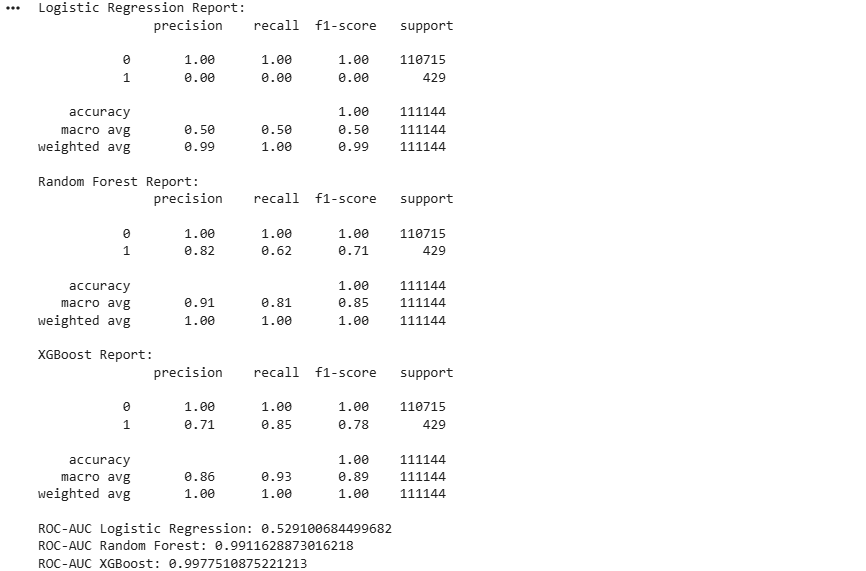 ••• Logistic Regression Report:
precision recall f1-score support
0 1.00 1.00 1.00 110715
1 0.00 0.00 0.00 429
accuracy 1.00 111144
macro avg 0.50 0.50 0.50 111144
weighted avg 0.99 1.00 0.99 111144
Random Forest Report:
precision recall f1-score support
0 1.00 1.00 1.00 110715
1 0.82 0.62 0.71 429
accuracy 1.00 111144
macro avg 0.91 0.81 0.85 111144
weighted avg 1.00 1.00 1.00 111144
XGBoost Report:
precision recall f1-score support
0 1.00 1.00 1.00 110715
1 0.71 0.85 0.78 429
accuracy 1.00 111144
macro avg 0.86 0.93 0.89 111144
weighted avg 1.00 1.00 1.00 111144
ROC-AUC Logistic Regression: 0.529100684499682
ROC-AUC Random Forest: 0.9911628873016218
ROC-AUC XGBoost: 0.9977510875221213